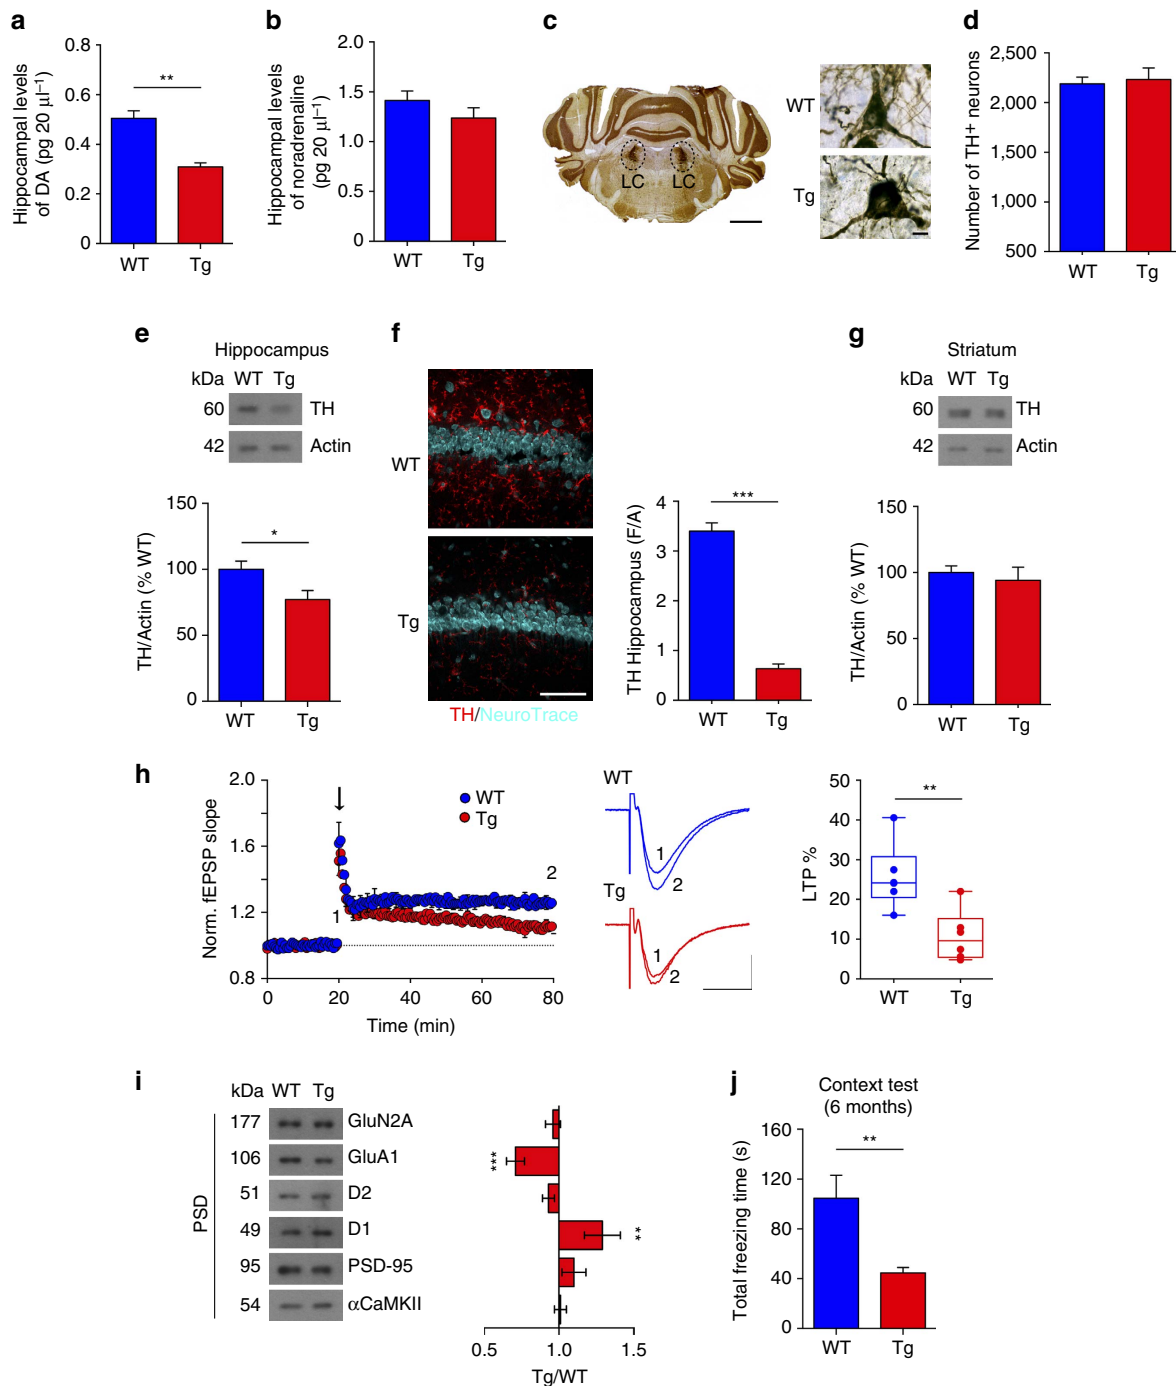 a
Hippocampal levels
of DA (pg 20 µl⁻¹)
0.8
0.6
0.4
0.2
0
**
WT
Tg
b
Hippocampal levels
of noradrenaline
(pg 20 µl⁻¹)
2.0
1.5
1.0
0.5
0
WT
Tg
c
LC
LC
WT
Tg
d
Number of TH⁺ neurons
2,500
2,000
1,500
1,000
500
WT
Tg
e
Hippocampus
kDa WT Tg
60 TH
42 Actin
TH/Actin (% WT)
150
100
50
0
*
WT
Tg
f
WT
Tg
TH/NeuroTrace
TH Hippocampus (F/A)
4
3
2
1
0
***
WT
Tg
g
Striatum
kDa WT Tg
60 TH
42 Actin
TH/Actin (% WT)
150
100
50
0
WT
Tg
h
Norm. fEPSP slope
2.0
1.6
1.2
1.0
0.8
WT
Tg
1
2
0 20 40 60 80
Time (min)
WT
1
2
Tg
1
2
LTP %
50
40
30
20
10
0
**
WT
Tg
i
kDa WT Tg
PSD
177 GluN2A
106 GluA1
51 D2
49 D1
95 PSD-95
54 αCaMKII
***
**
0.5 1.0 1.5
Tg/WT
j
Context test
(6 months)
Total freezing time (s)
160
120
80
40
0
**
WT
Tg